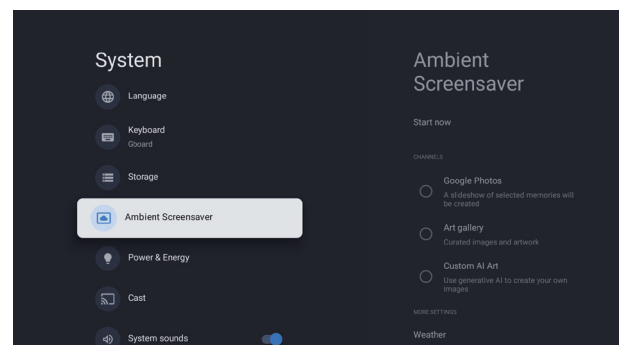 System
Language
Keyboard
Gboard
Storage
Ambient Screensaver
Power & Energy
Cast
System sounds
Ambient
Screensaver
Start now
CHANNELS
Google Photos
A slideshow of selected memories will
be created
Art gallery
Curated images and artwork
Custom AI Art
Use generative AI to create your own
images
MORE SETTINGS
Weather